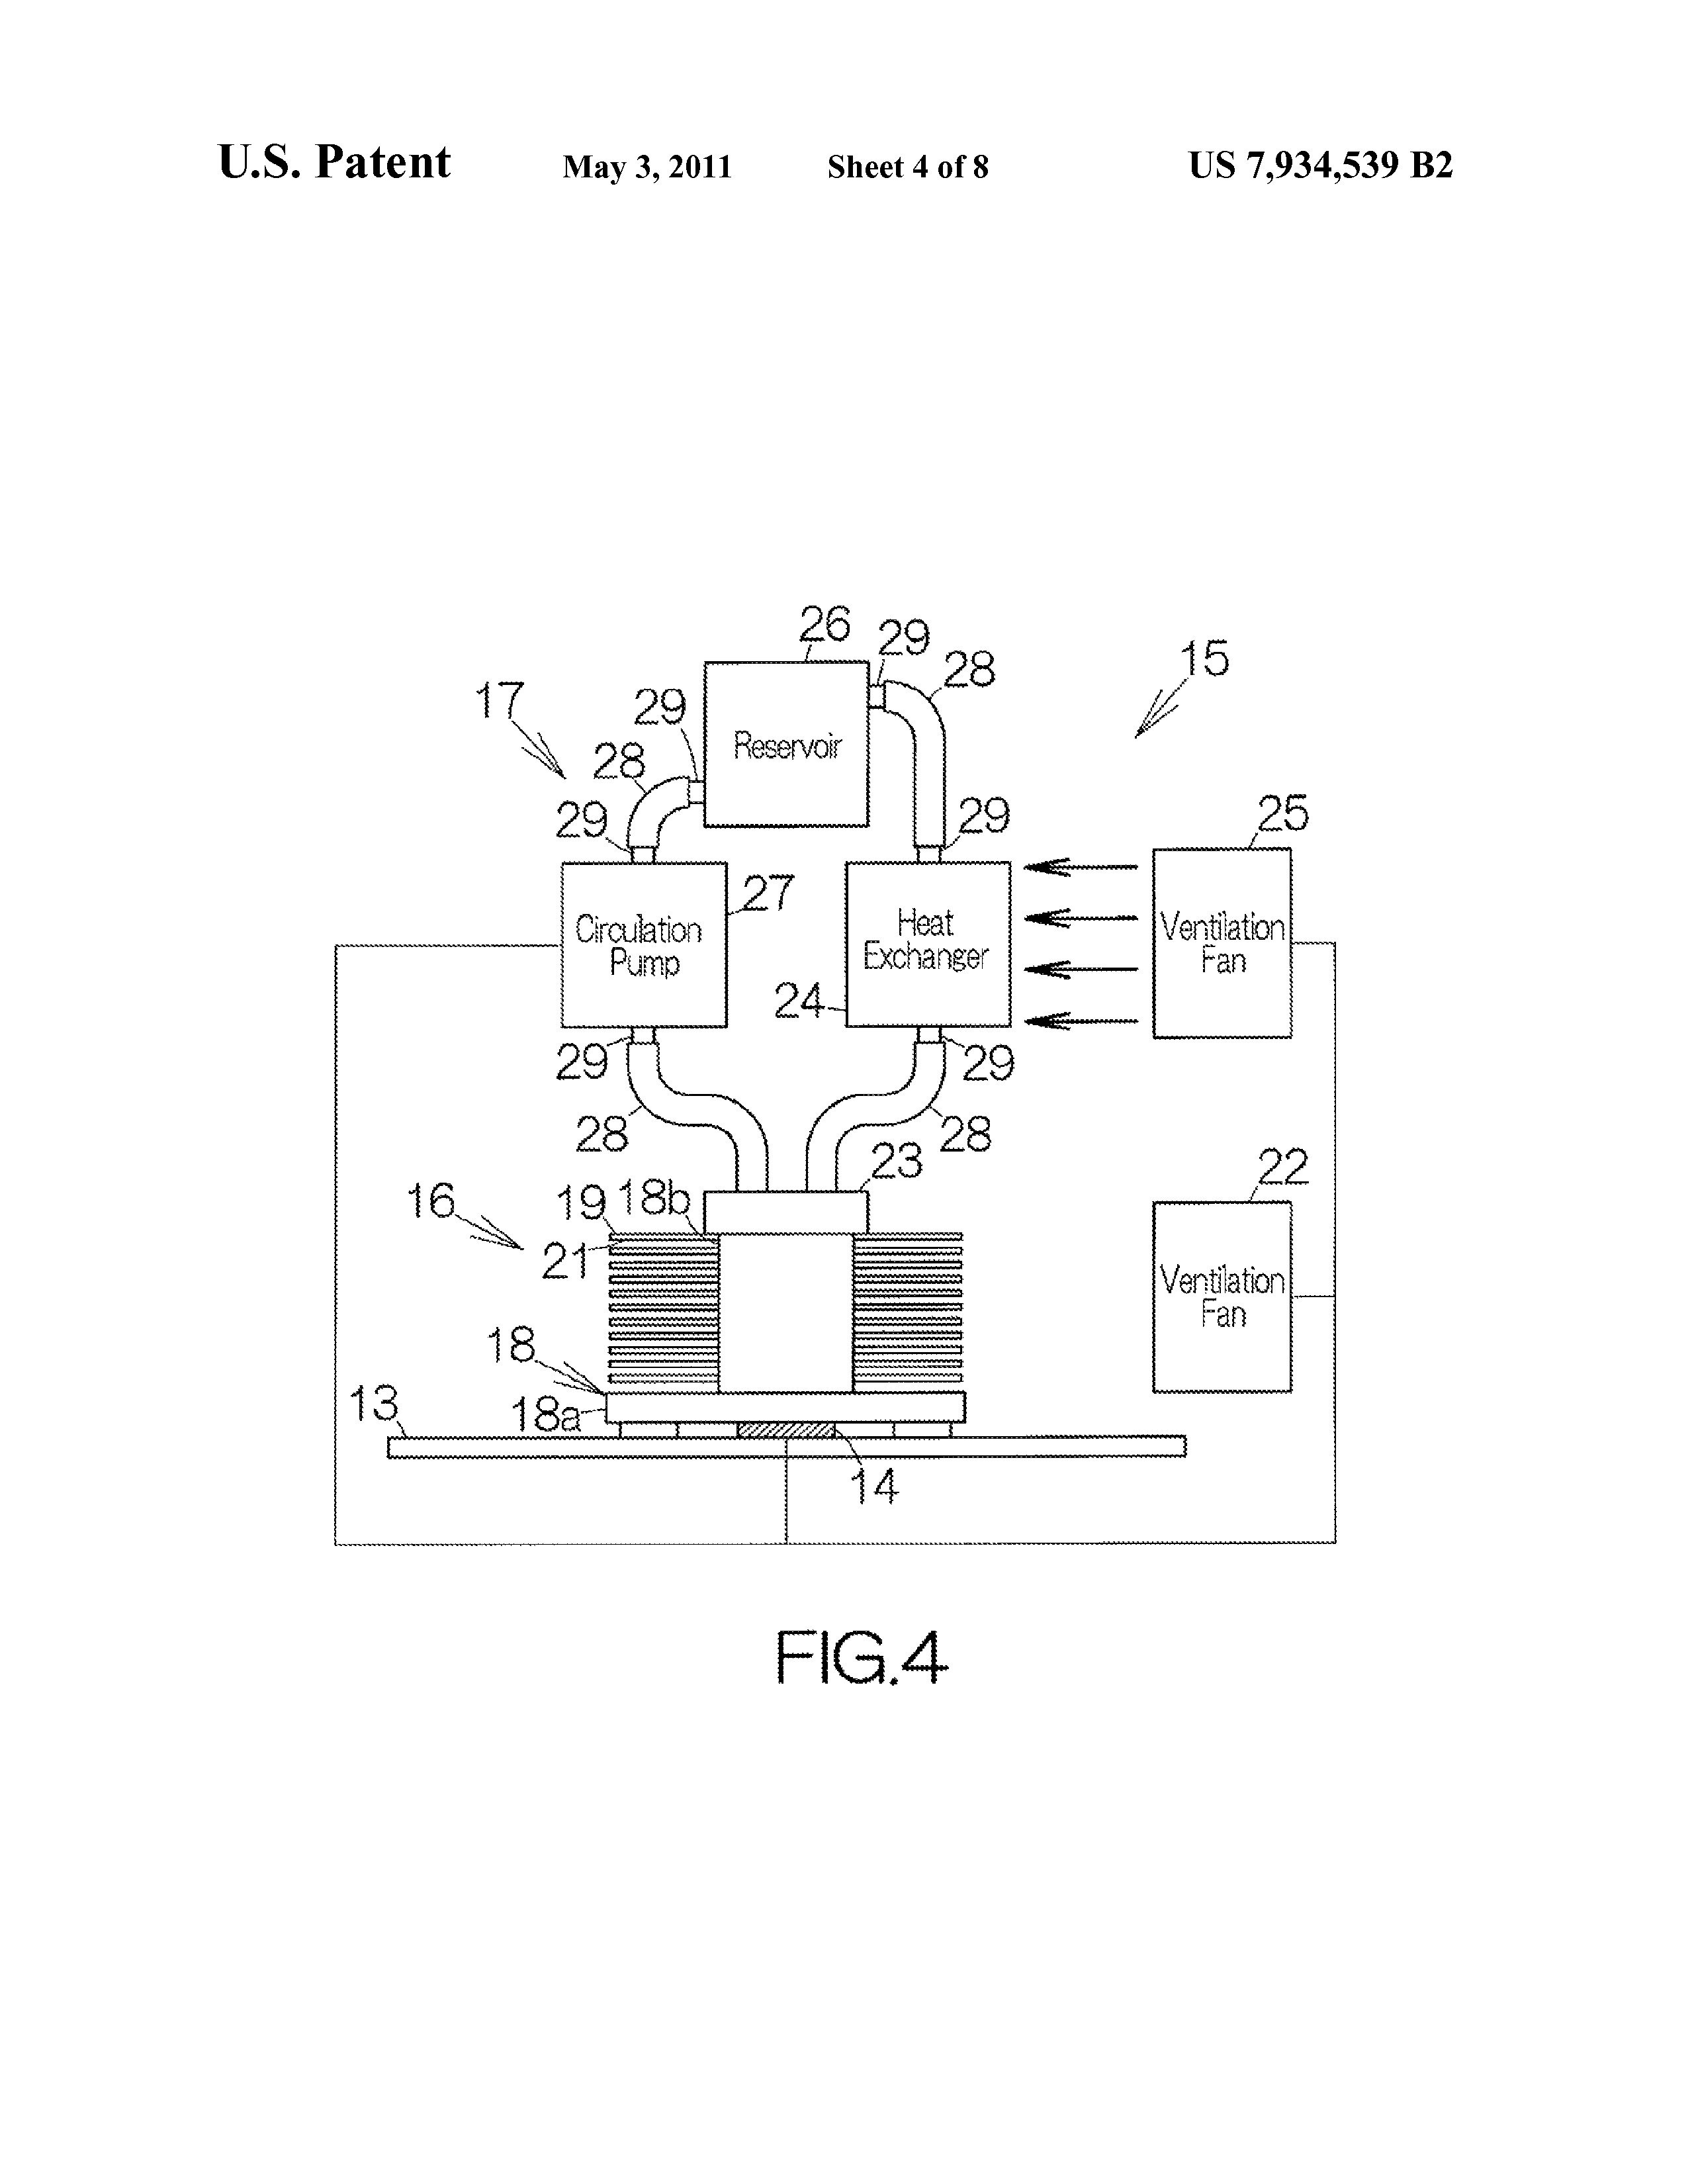 U.S. Patent May 3, 2011 Sheet 4 of 8 US 7,934,539 B2
26
29
28
15
17
29
Reservoir
28
29
29
25
27
Circulation
Pump
Heat
Exchanger
Ventilation
Fan
24
29
29
28
28
23
22
16
19
18b
21
Ventilation
Fan
18
18a
13
14
FIG.4